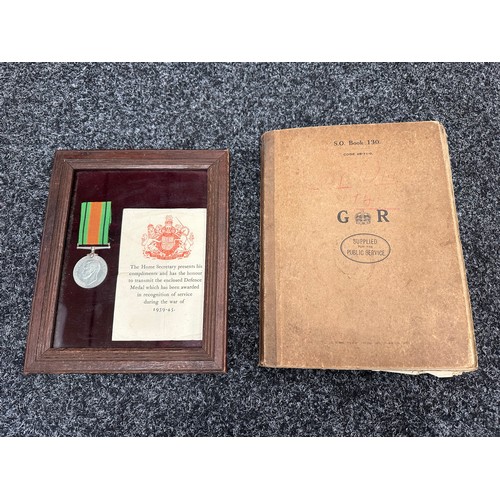 The Home Secretary presents his
compliments and has the honour
to transmit the enclosed Defence
Medal which has been awarded
in recognition of service
during the war of
1939-45.
S.O. Book 130.
G R
SUPPLIED
FOR THE
PUBLIC SERVICE